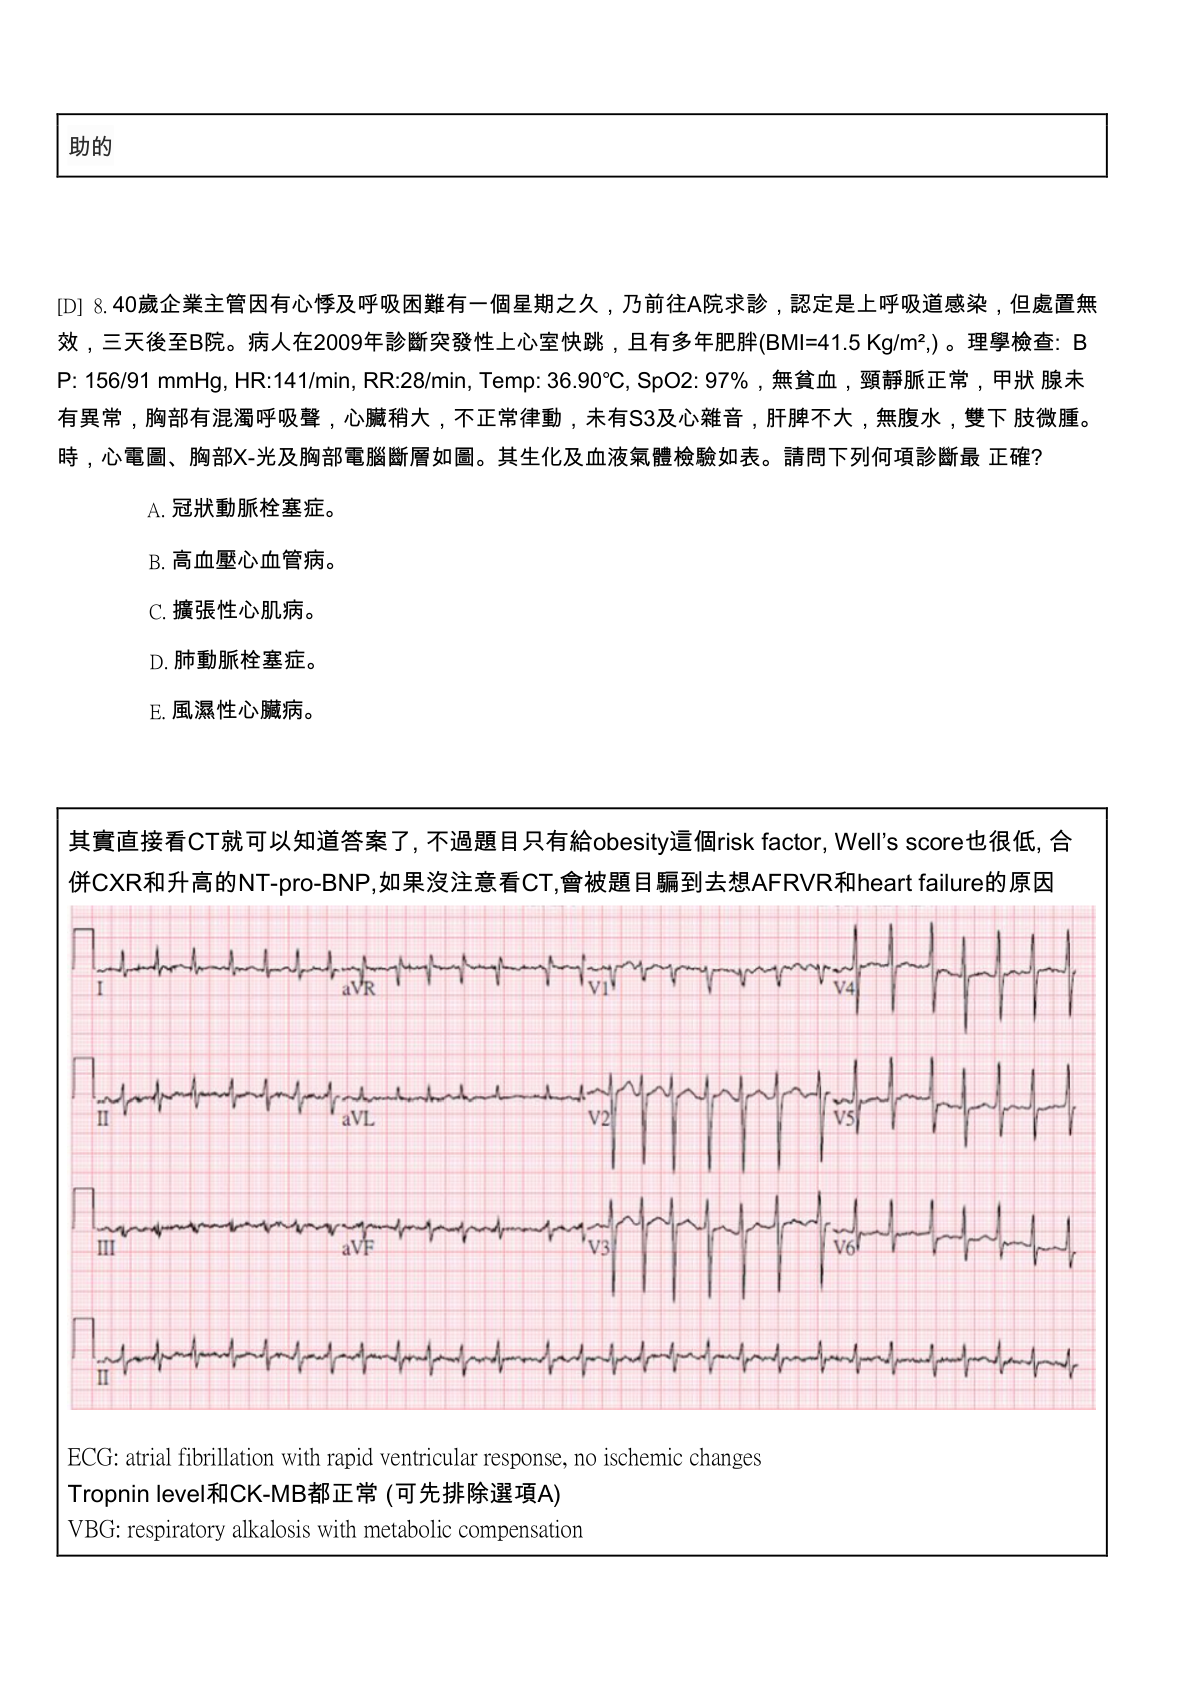 助的
[D] 8. 40歲企業主管因有心悸及呼吸困難有一個星期之久，乃前往A院求診，認定是上呼吸道感染，但處置無
效，三天後至B院。病人在2009年診斷突發性上心室快跳，且有多年肥胖(BMI=41.5 Kg/m²,) 。理學檢查: B
P: 156/91 mmHg, HR:141/min, RR:28/min, Temp: 36.90℃, SpO2: 97%，無貧血，頸靜脈正常，甲狀 腺未
有異常，胸部有混濁呼吸聲，心臟稍大，不正常律動，未有S3及心雜音，肝脾不大，無腹水，雙下 肢微腫。
時，心電圖、胸部X-光及胸部電腦斷層如圖。其生化及血液氣體檢驗如表。請問下列何項診斷最 正確?
A. 冠狀動脈栓塞症。
B. 高血壓心血管病。
C. 擴張性心肌病。
D. 肺動脈栓塞症。
E. 風濕性心臟病。
其實直接看CT就可以知道答案了, 不過題目只有給obesity這個risk factor, Well’s score也很低, 合
併CXR和升高的NT-pro-BNP,如果沒注意看CT,會被題目騙到去想AFRVR和heart failure的原因
I aVR V1 V4
II aVL V2 V5
III aVF V3 V6
II
ECG: atrial fibrillation with rapid ventricular response, no ischemic changes
Tropnin level和CK-MB都正常 (可先排除選項A)
VBG: respiratory alkalosis with metabolic compensation